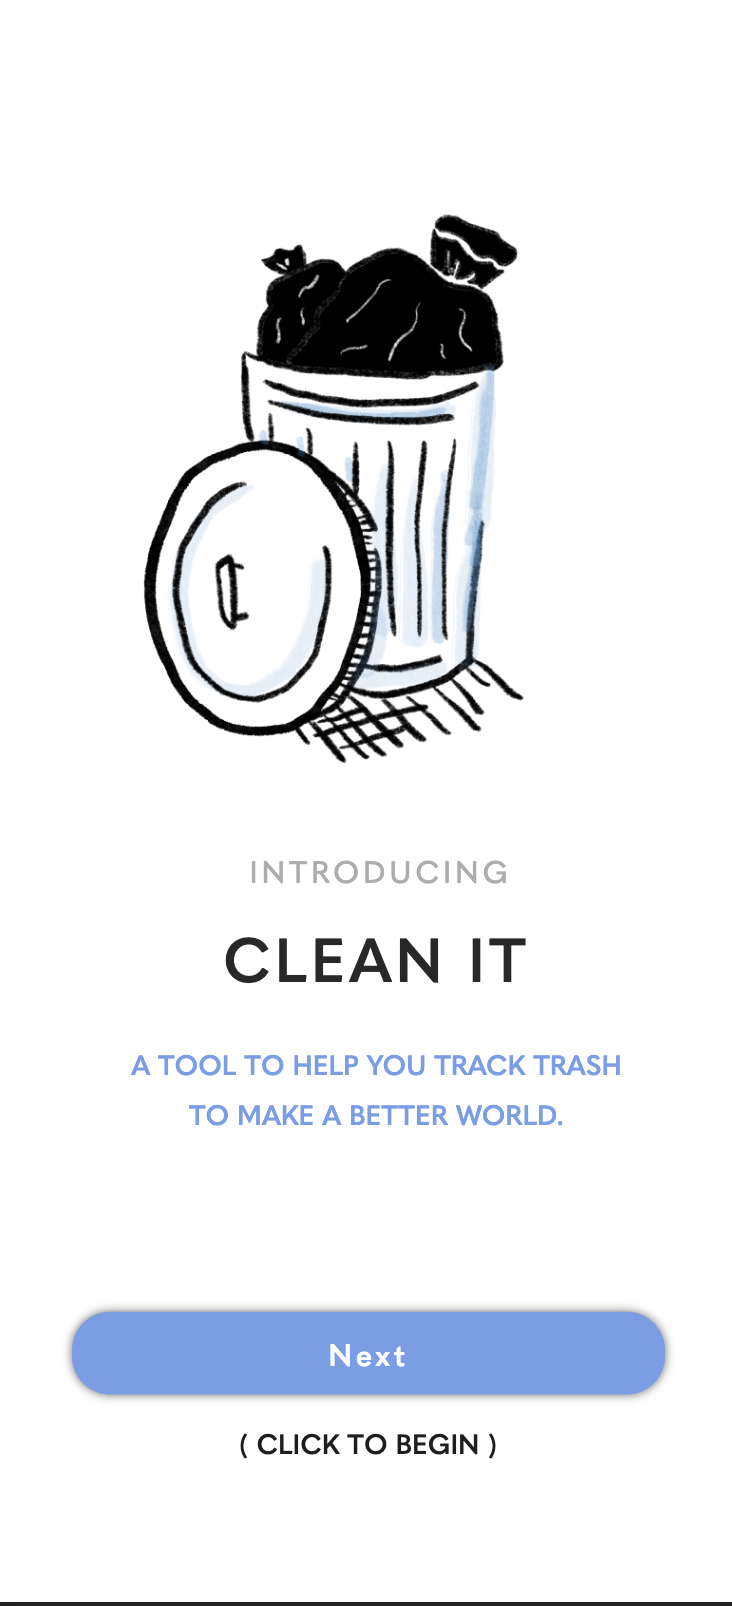 INTRODUCING
CLEAN IT
A TOOL TO HELP YOU TRACK TRASH
TO MAKE A BETTER WORLD.
Next
( CLICK TO BEGIN )